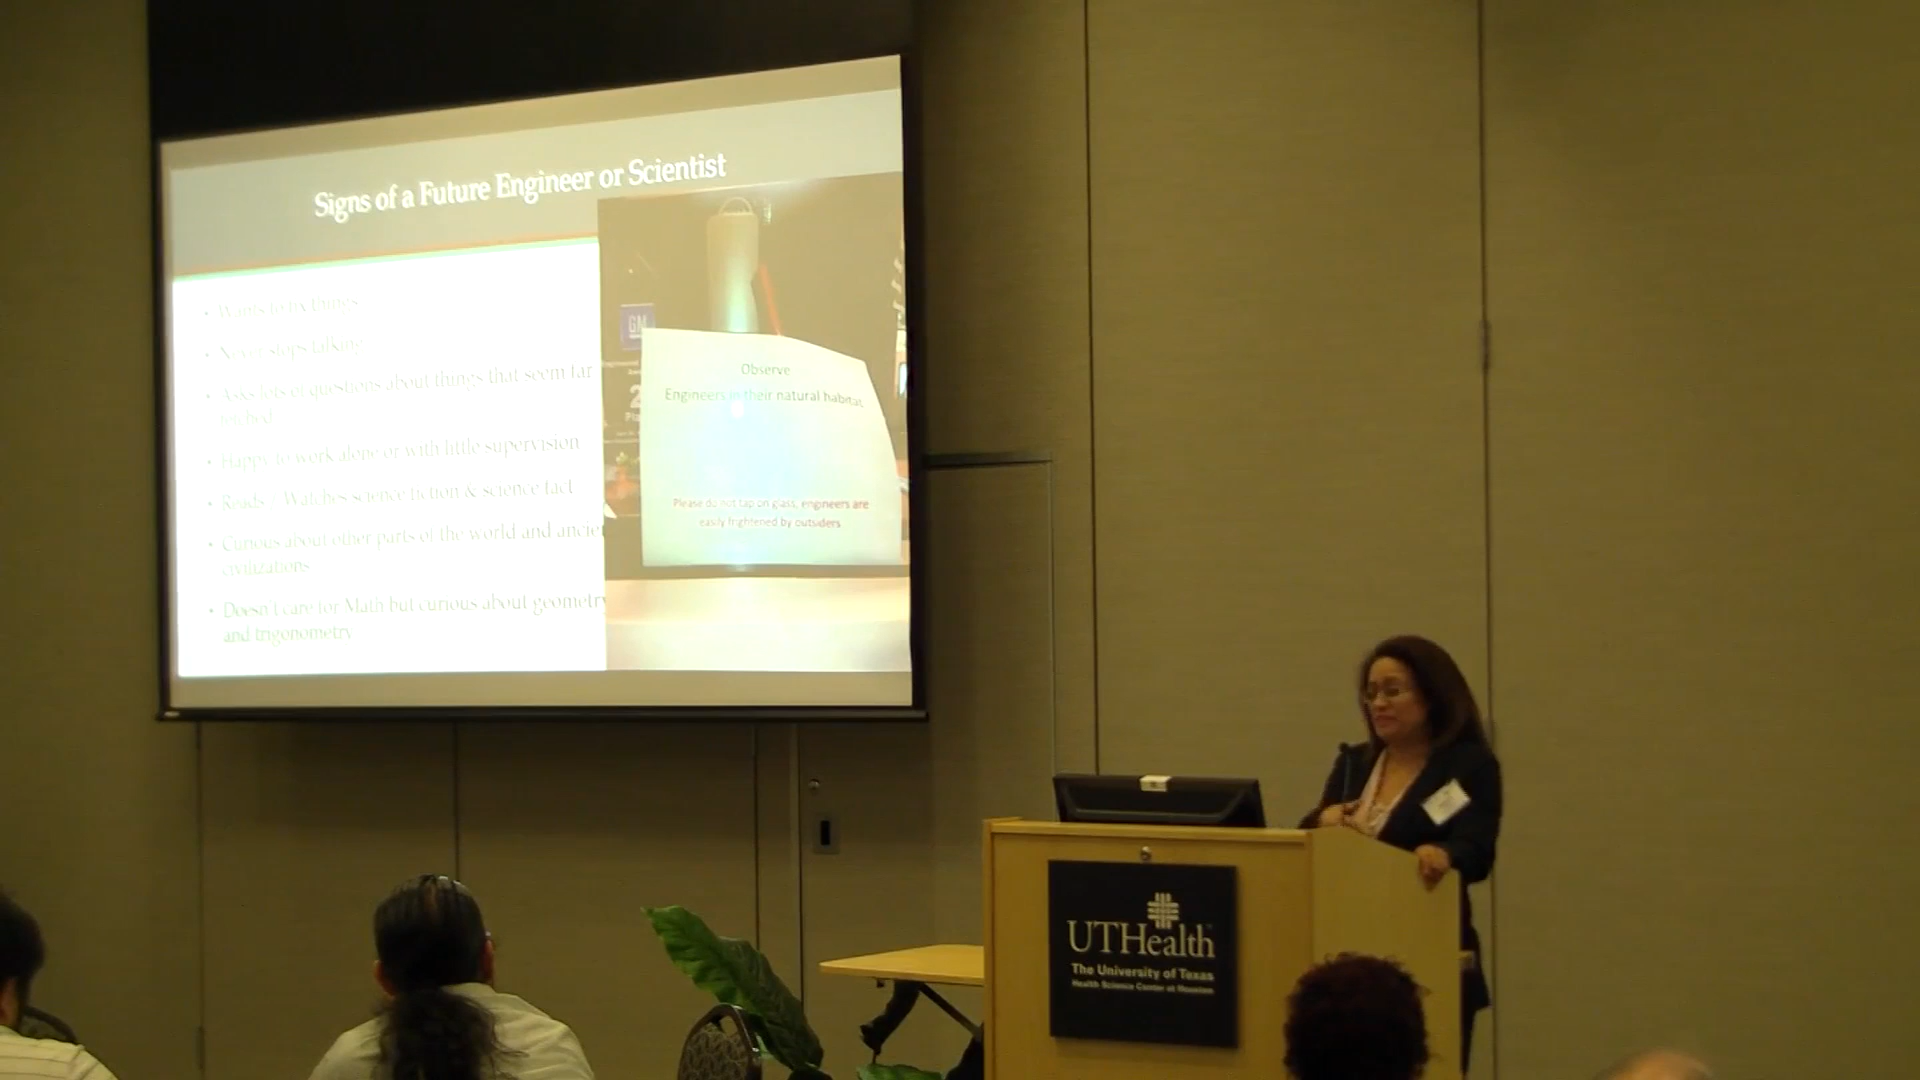 Signs of a Future Engineer or Scientist
• Wants to fix things
• Never stops talking
• Asks lots of questions about things that seem far
fetched
• Happy to work alone or with little supervision
• Reads / Watches science fiction & science fact
• Curious about other parts of the world and ancie
civilizations
• Doesn't care for Math but curious about geometry
and trigonometry
GM
Observe
Engineers in their natural habitat.
Please do not tap on glass, engineers are
easily frightened by outsiders
UTHealth
The University of Texas
Health Science Center at Houston